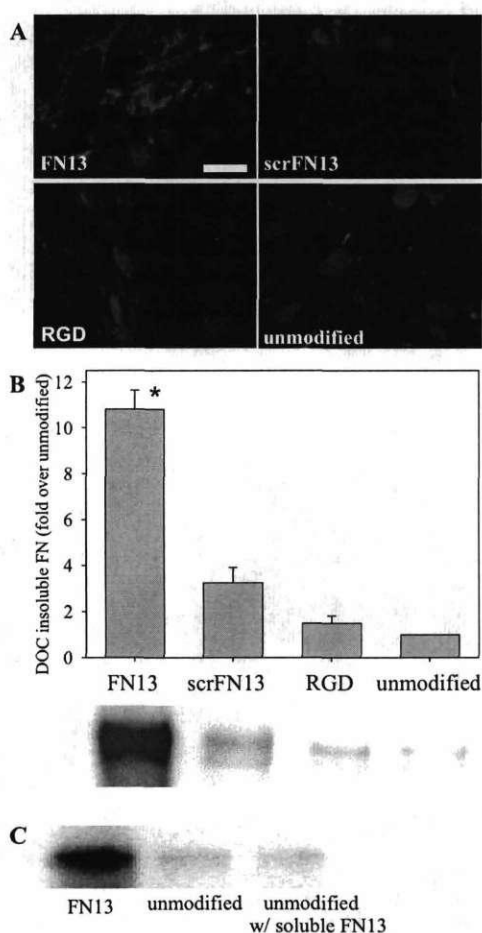 A
FN13
scrFN13
RGD
unmodified
B
DOC insoluble FN (fold over unmodified)
12
10
8
6
4
2
0
*
FN13 scrFN13 RGD unmodified
C
FN13 unmodified unmodified
w/ soluble FN13